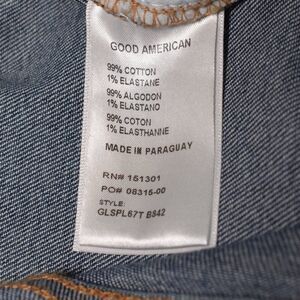 GOOD AMERICAN
99% COTTON
1% ELASTANE
99% ALGODON
1% ELASTANO
99% COTON
1% ELASTHANNE
MADE IN PARAGUAY
RN# 151301
PO# 08315-00
STYLE:
GLSPL67T B842